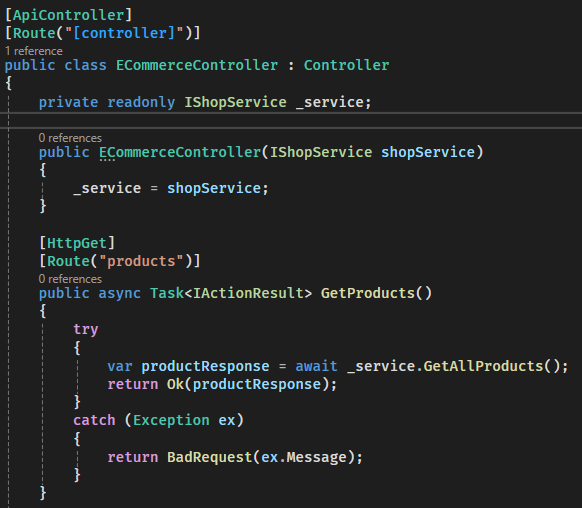 [ApiController]
[Route("[controller]")]
1 reference
public class ECommerceController : Controller
{
    private readonly IShopService _service;
    0 references
    public ECommerceController(IShopService shopService)
    {
        _service = shopService;
    }
    [HttpGet]
    [Route("products")]
    0 references
    public async Task<IActionResult> GetProducts()
    {
        try
        {
            var productResponse = await _service.GetAllProducts();
            return Ok(productResponse);
        }
        catch (Exception ex)
        {
            return BadRequest(ex.Message);
        }
    }